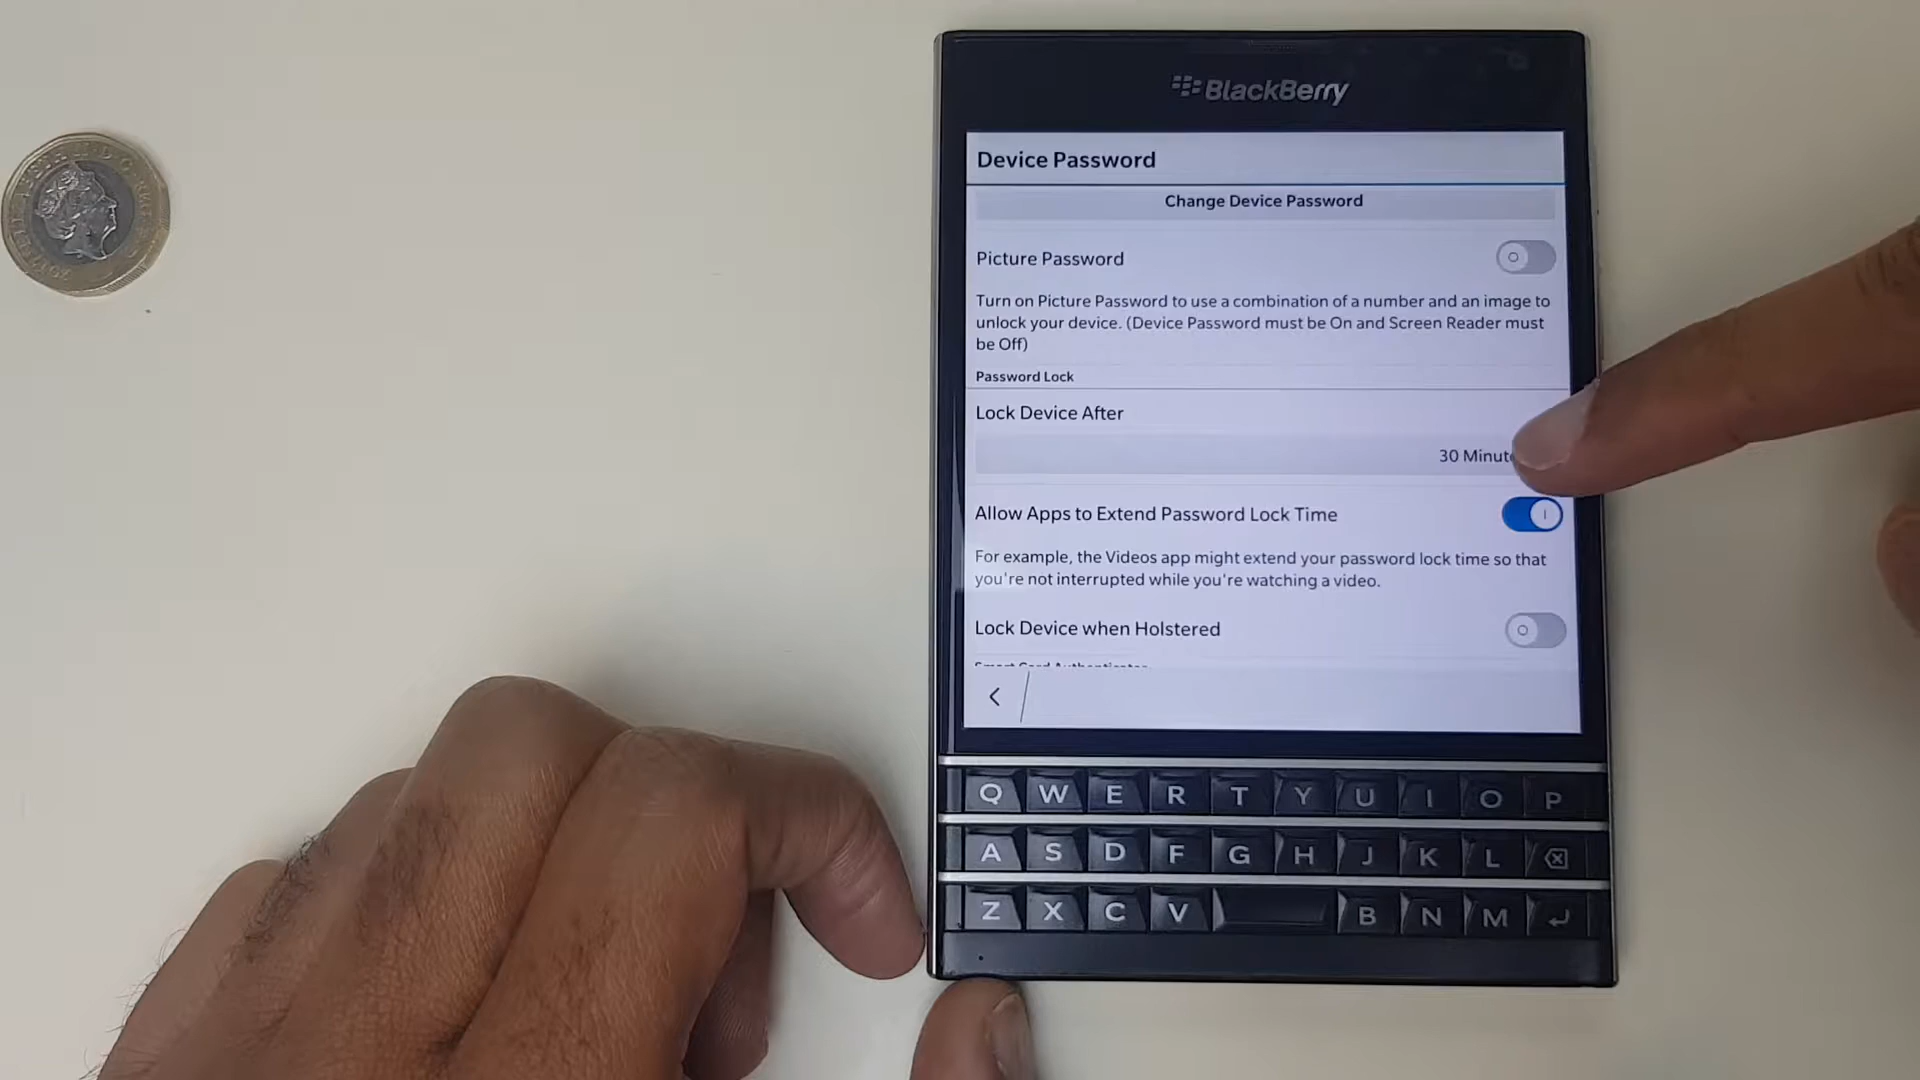 BlackBerry
Device Password
Change Device Password
Picture Password
Turn on Picture Password to use a combination of a number and an image to
unlock your device. (Device Password must be On and Screen Reader must
be Off)
Password Lock
Lock Device After
30
Allow Apps to Extend Password Lock Time
For example, the Videos app might extend your password lock time so that
you're not interrupted while you're watching a video.
Lock Device when Holstered
Q W E R T Y U I O P
A S D F G H J K L
Z X C V B N M